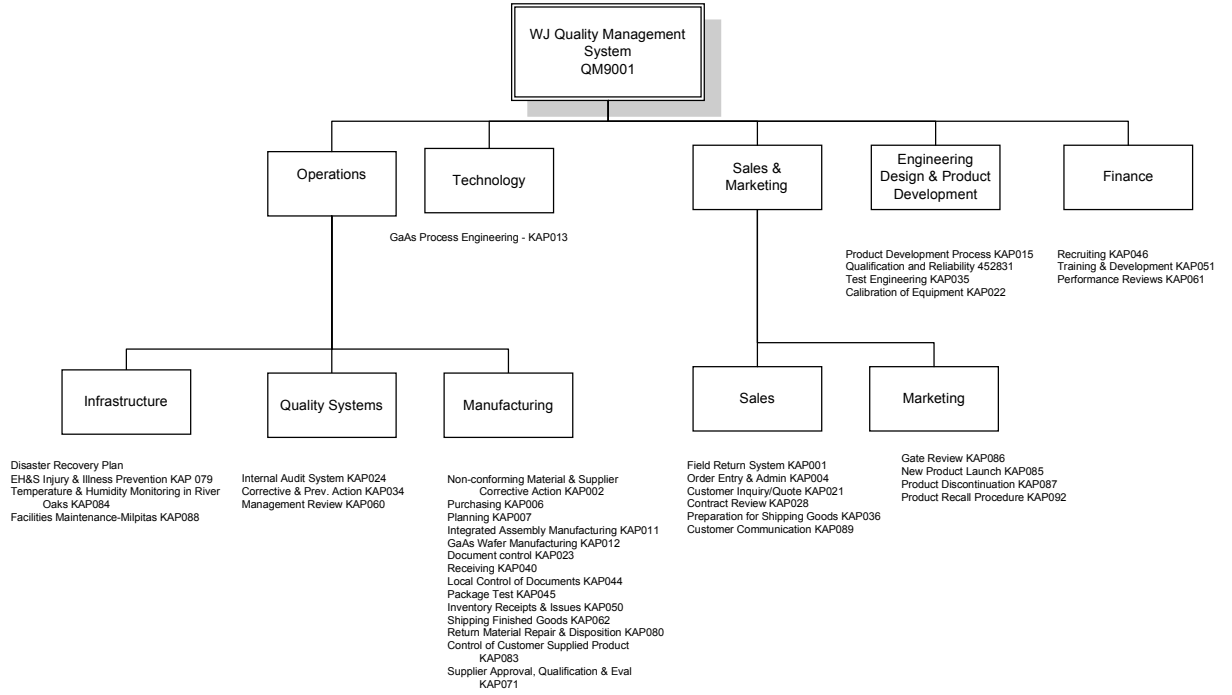 WJ Quality Management
System
QM9001
Operations
Technology
Sales &
Marketing
Engineering
Design & Product
Development
Finance
GaAs Process Engineering - KAP013
Product Development Process KAP015
Qualification and Reliability 452831
Test Engineering KAP035
Calibration of Equipment KAP022
Recruiting KAP046
Training & Development KAP051
Performance Reviews KAP061
Infrastructure
Quality Systems
Manufacturing
Sales
Marketing
Disaster Recovery Plan
EH&S Injury & Illness Prevention KAP 079
Temperature & Humidity Monitoring in River
Oaks KAP084
Facilities Maintenance-Milpitas KAP088
Internal Audit System KAP024
Corrective & Prev. Action KAP034
Management Review KAP060
Non-conforming Material & Supplier
Corrective Action KAP002
Purchasing KAP006
Planning KAP007
Integrated Assembly Manufacturing KAP011
GaAs Wafer Manufacturing KAP012
Document control KAP023
Receiving KAP040
Local Control of Documents KAP044
Package Test KAP045
Inventory Receipts & Issues KAP050
Shipping Finished Goods KAP062
Return Material Repair & Disposition KAP080
Control of Customer Supplied Product
KAP083
Supplier Approval, Qualification & Eval
KAP071
Field Return System KAP001
Order Entry & Admin KAP004
Customer Inquiry/Quote KAP021
Contract Review KAP028
Preparation for Shipping Goods KAP036
Customer Communication KAP089
Gate Review KAP086
New Product Launch KAP085
Product Discontinuation KAP087
Product Recall Procedure KAP092